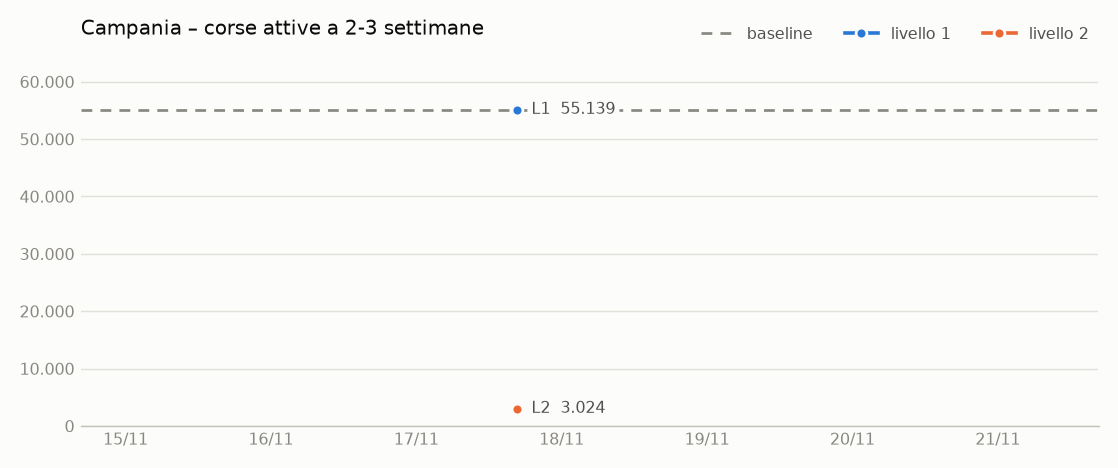 Campania – corse attive a 2-3 settimane
baseline
livello 1
livello 2
60.000
L1 55.139
50.000
40.000
30.000
20.000
10.000
L2 3.024
0
15/11 16/11 17/11 18/11 19/11 20/11 21/11